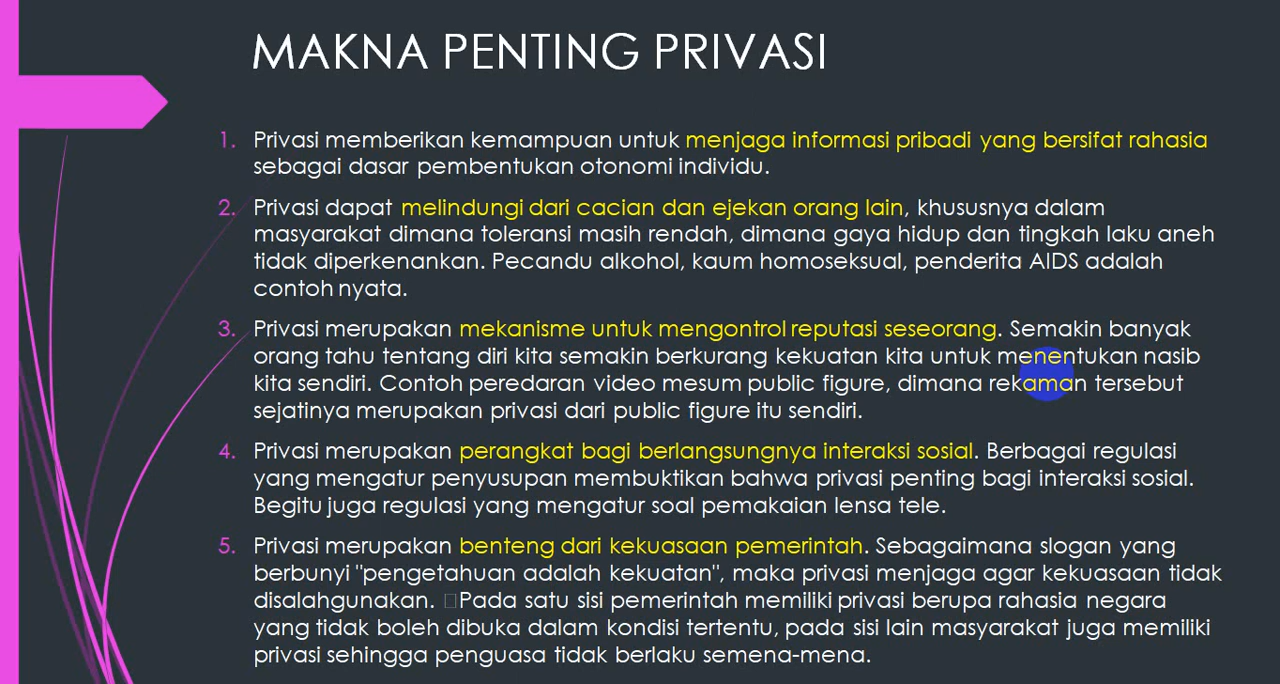 MAKNA PENTING PRIVASI
1. Privasi memberikan kemampuan untuk menjaga informasi pribadi yang bersifat rahasia
sebagai dasar pembentukan otonomi individu.
2. Privasi dapat melindungi dari cacian dan ejekan orang lain, khususnya dalam
masyarakat dimana toleransi masih rendah, dimana gaya hidup dan tingkah laku aneh
tidak diperkenankan. Pecandu alkohol, kaum homoseksual, penderita AIDS adalah
contoh nyata.
3. Privasi merupakan mekanisme untuk mengontrol reputasi seseorang. Semakin banyak
orang tahu tentang diri kita semakin berkurang kekuatan kita untuk menentukan nasib
kita sendiri. Contoh peredaran video mesum public figure, dimana rekaman tersebut
sejatinya merupakan privasi dari public figure itu sendiri.
4. Privasi merupakan perangkat bagi berlangsungnya interaksi sosial. Berbagai regulasi
yang mengatur penyusupan membuktikan bahwa privasi penting bagi interaksi sosial.
Begitu juga regulasi yang mengatur soal pemakaian lensa tele.
5. Privasi merupakan benteng dari kekuasaan pemerintah. Sebagaimana slogan yang
berbunyi "pengetahuan adalah kekuatan", maka privasi menjaga agar kekuasaan tidak
disalahgunakan. Pada satu sisi pemerintah memiliki privasi berupa rahasia negara
yang tidak boleh dibuka dalam kondisi tertentu, pada sisi lain masyarakat juga memiliki
privasi sehingga penguasa tidak berlaku semena-mena.